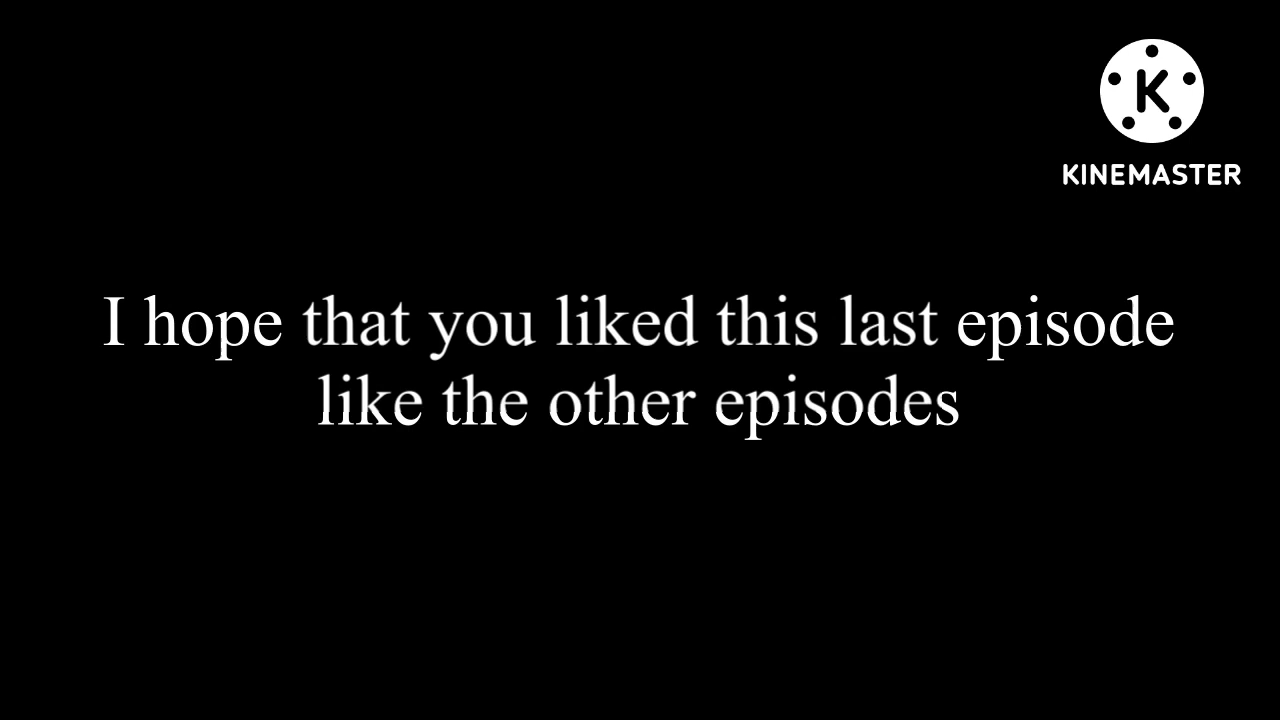 K
KINEMASTER
I hope that you liked this last episode
like the other episodes